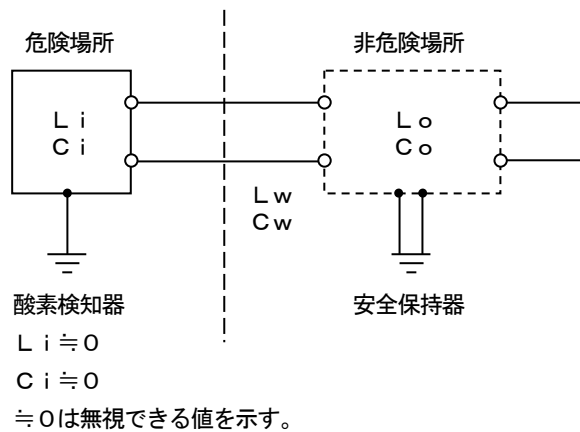 危険場所
非危険場所
Ｌｉ
Ｃｉ
Ｌｏ
Ｃｏ
Ｌｗ
Ｃｗ
酸素検知器
安全保持器
Ｌｉ≒０
Ｃｉ≒０
≒０は無視できる値を示す。